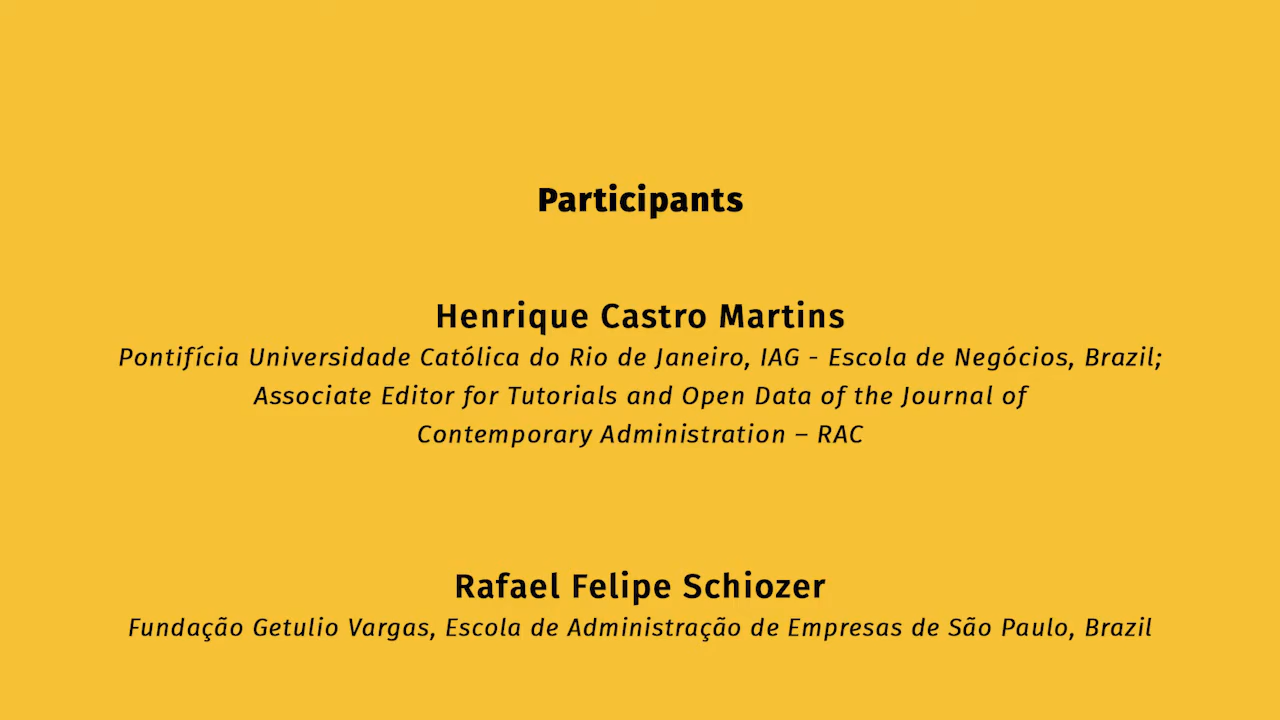 Participants
Henrique Castro Martins
Pontifícia Universidade Católica do Rio de Janeiro, IAG - Escola de Negócios, Brazil;
Associate Editor for Tutorials and Open Data of the Journal of
Contemporary Administration – RAC
Rafael Felipe Schiozer
Fundação Getulio Vargas, Escola de Administração de Empresas de São Paulo, Brazil